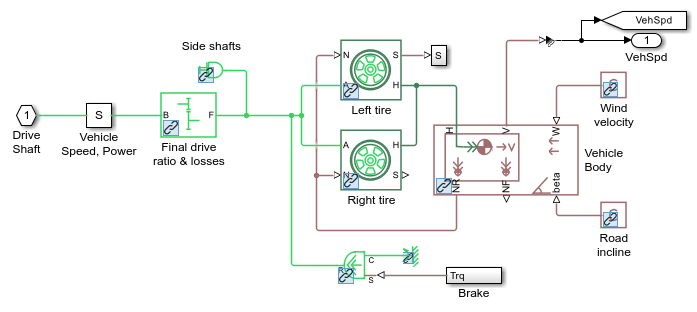 VehSpd
1
VehSpd
Side shafts
N
S
S
A
H
Left tire
Wind
velocity
1
Drive
Shaft
S
Vehicle
Speed, Power
B
F
Final drive
ratio & losses
A
H
N
S
Right tire
H
V
W
V
NR
NF
beta
Vehicle
Body
Road
incline
C
S
Trq
Brake